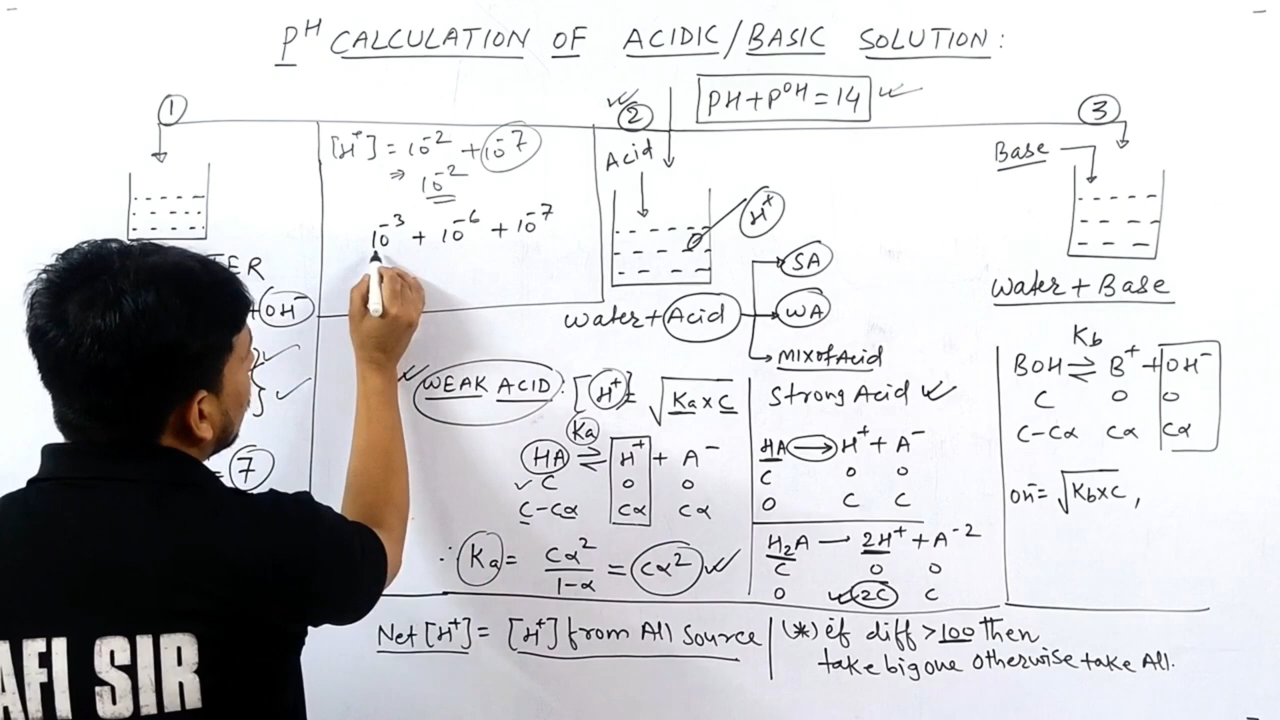 P^H CALCULATION OF ACIDIC/BASIC SOLUTION:
PH+P^OH=14
①
②
③
[H⁺] = 10⁻² + 10⁻⁷
⇒ 10⁻²
10⁻³ + 10⁻⁶ + 10⁻⁷
TER
+OH⁻
= 7
Acid
H⁺
SA
WA
Mix of Acid
Water+Acid
Base
Water+Base
WEAK ACID : [H⁺]= √Ka×C
Ka
HA ⇌ H⁺ + A⁻
C 0 0
C-Cα Cα Cα
∴ Ka = Cα²/1-α = Cα²
Strong Acid
HA → H⁺ + A⁻
C 0 0
0 C C
H₂A → 2H⁺ + A⁻²
C 0 0
0 2C C
Kb
BOH ⇌ B⁺ + OH⁻
C 0 0
C-Cα Cα Cα
OH⁻= √Kb×C,
Net [H⁺] = [H⁺] from All Source
(*) if diff > 100 Then
take big one otherwise take All.
AFI SIR